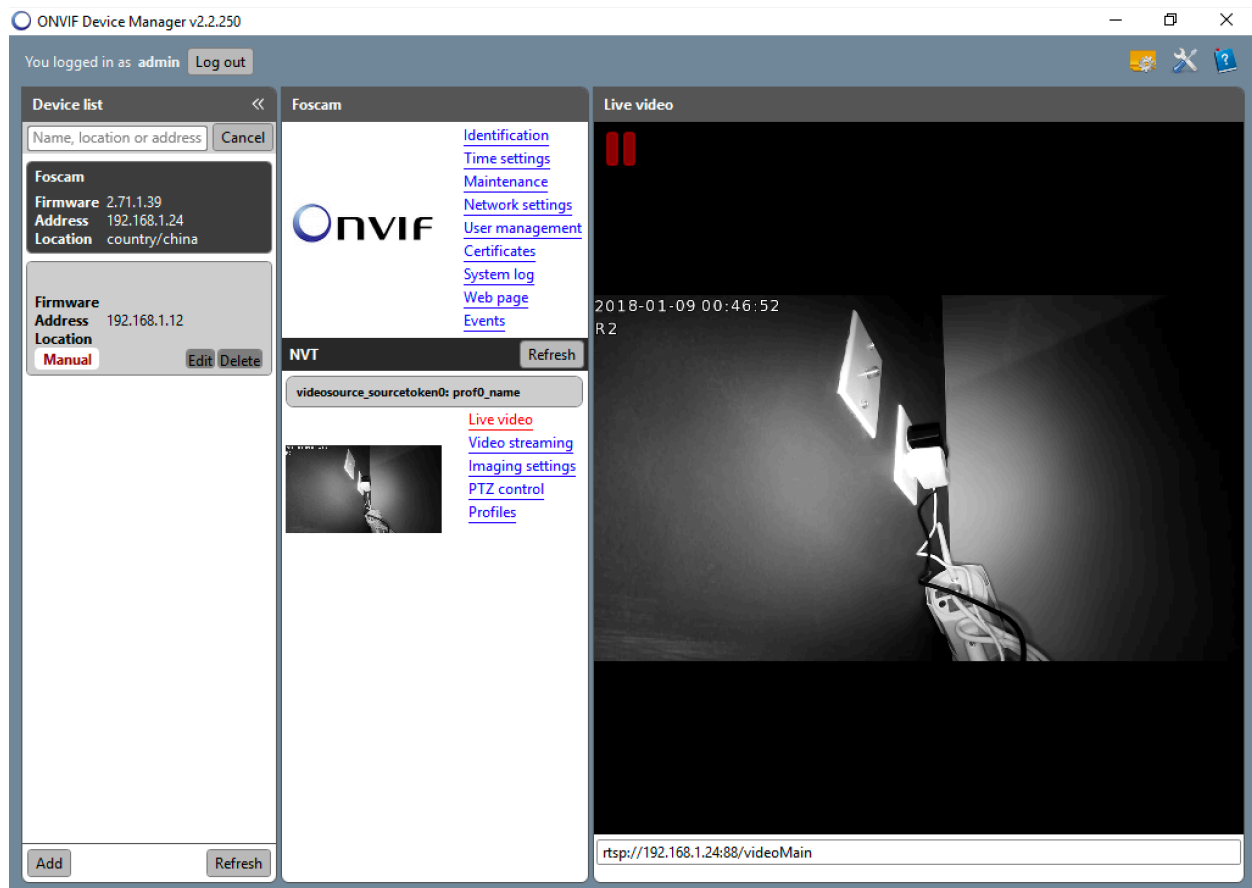 ONVIF Device Manager v2.2.250
You logged in as admin Log out
Device list «
Name, location or address Cancel
Foscam
Firmware 2.71.1.39
Address 192.168.1.24
Location country/china
Firmware
Address 192.168.1.12
Location
Manual Edit Delete
Add Refresh
Foscam
ONVIF
Identification
Time settings
Maintenance
Network settings
User management
Certificates
System log
Web page
Events
NVT Refresh
videosource_sourcetoken0: prof0_name
Live video
Video streaming
Imaging settings
PTZ control
Profiles
Live video
2018-01-09 00:46:52
R2
rtsp://192.168.1.24:88/videoMain